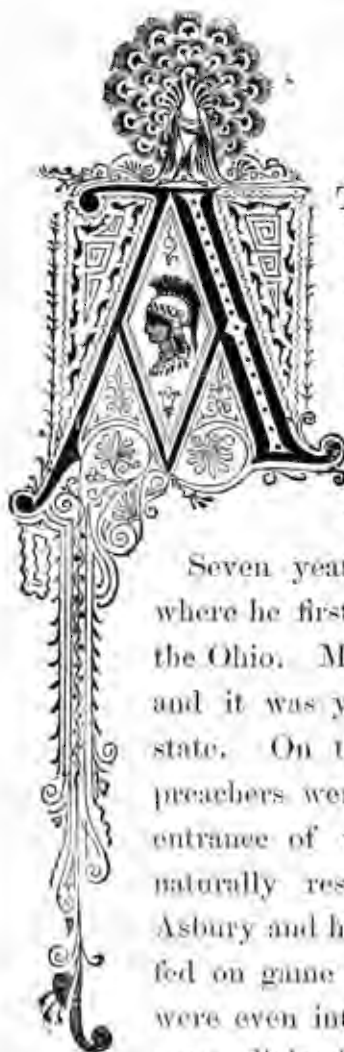 A T
Seven yea
where he first
the Ohio. M
and it was y
state. On t
preachers wer
entrance of
naturally res
Asbury and h
fed on game
were even int